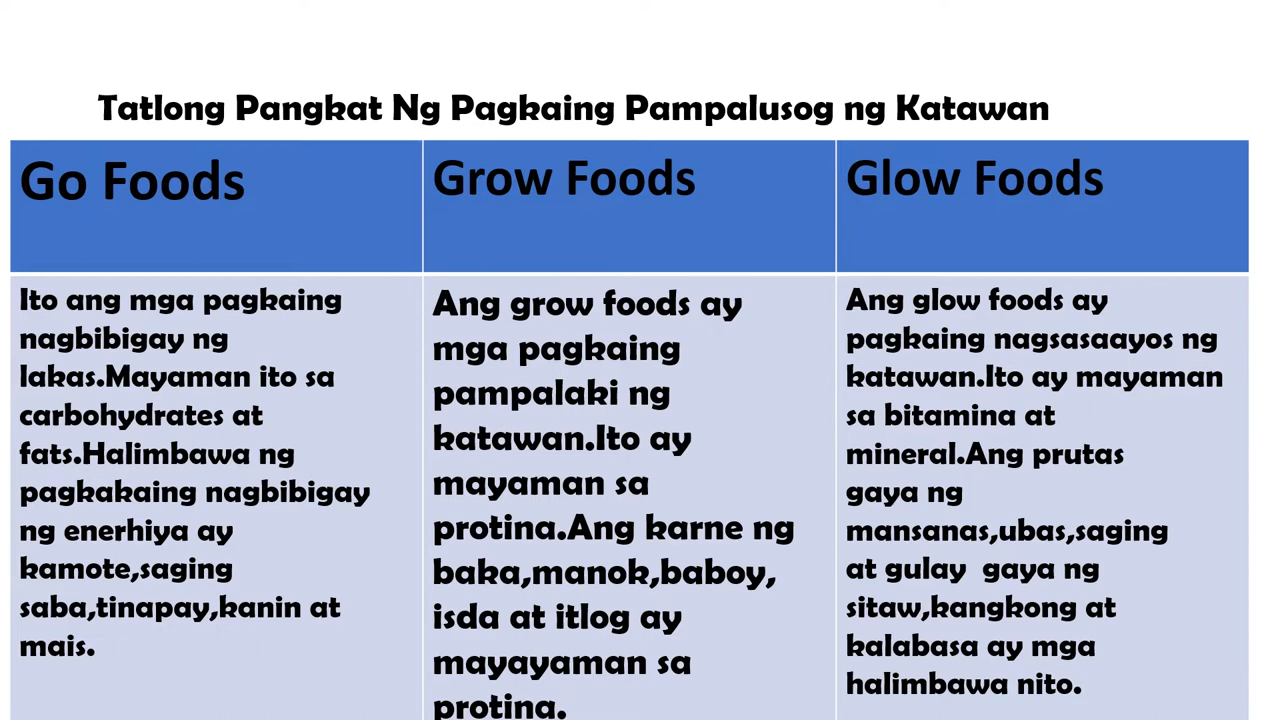 Tatlong Pangkat Ng Pagkaing Pampalusog ng Katawan
Go Foods
Grow Foods
Glow Foods
Ito ang mga pagkaing
nagbibigay ng
lakas.Mayaman ito sa
carbohydrates at
fats.Halimbawa ng
pagkakaing nagbibigay
ng enerhiya ay
kamote,saging
saba,tinapay,kanin at
mais.
Ang grow foods ay
mga pagkaing
pampalaki ng
katawan.Ito ay
mayaman sa
protina.Ang karne ng
baka,manok,baboy,
isda at itlog ay
mayayaman sa
protina.
Ang glow foods ay
pagkaing nagsasaayos ng
katawan.Ito ay mayaman
sa bitamina at
mineral.Ang prutas
gaya ng
mansanas,ubas,saging
at gulay  gaya ng
sitaw,kangkong at
kalabasa ay mga
halimbawa nito.